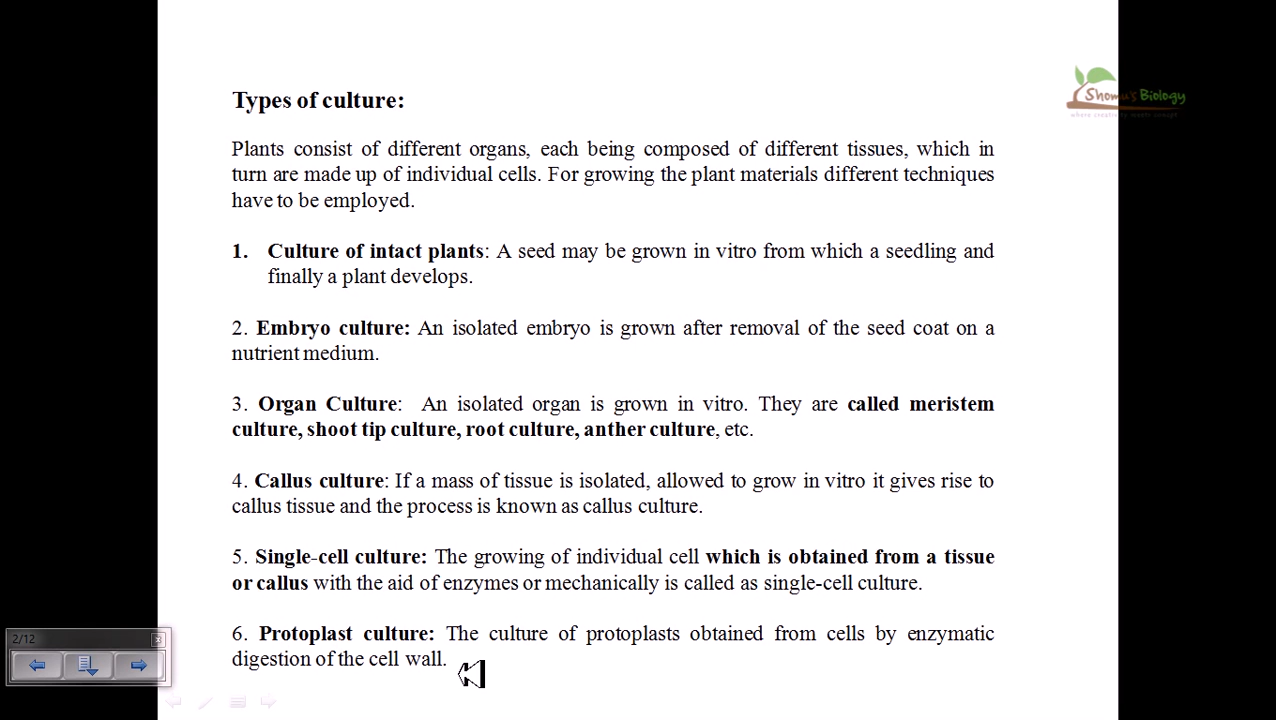 Shomu's Biology
Types of culture:
Plants consist of different organs, each being composed of different tissues, which in
turn are made up of individual cells. For growing the plant materials different techniques
have to be employed.
1. Culture of intact plants: A seed may be grown in vitro from which a seedling and
finally a plant develops.
2. Embryo culture: An isolated embryo is grown after removal of the seed coat on a
nutrient medium.
3. Organ Culture: An isolated organ is grown in vitro. They are called meristem
culture, shoot tip culture, root culture, anther culture, etc.
4. Callus culture: If a mass of tissue is isolated, allowed to grow in vitro it gives rise to
callus tissue and the process is known as callus culture.
5. Single-cell culture: The growing of individual cell which is obtained from a tissue
or callus with the aid of enzymes or mechanically is called as single-cell culture.
6. Protoplast culture: The culture of protoplasts obtained from cells by enzymatic
digestion of the cell wall.
2/12